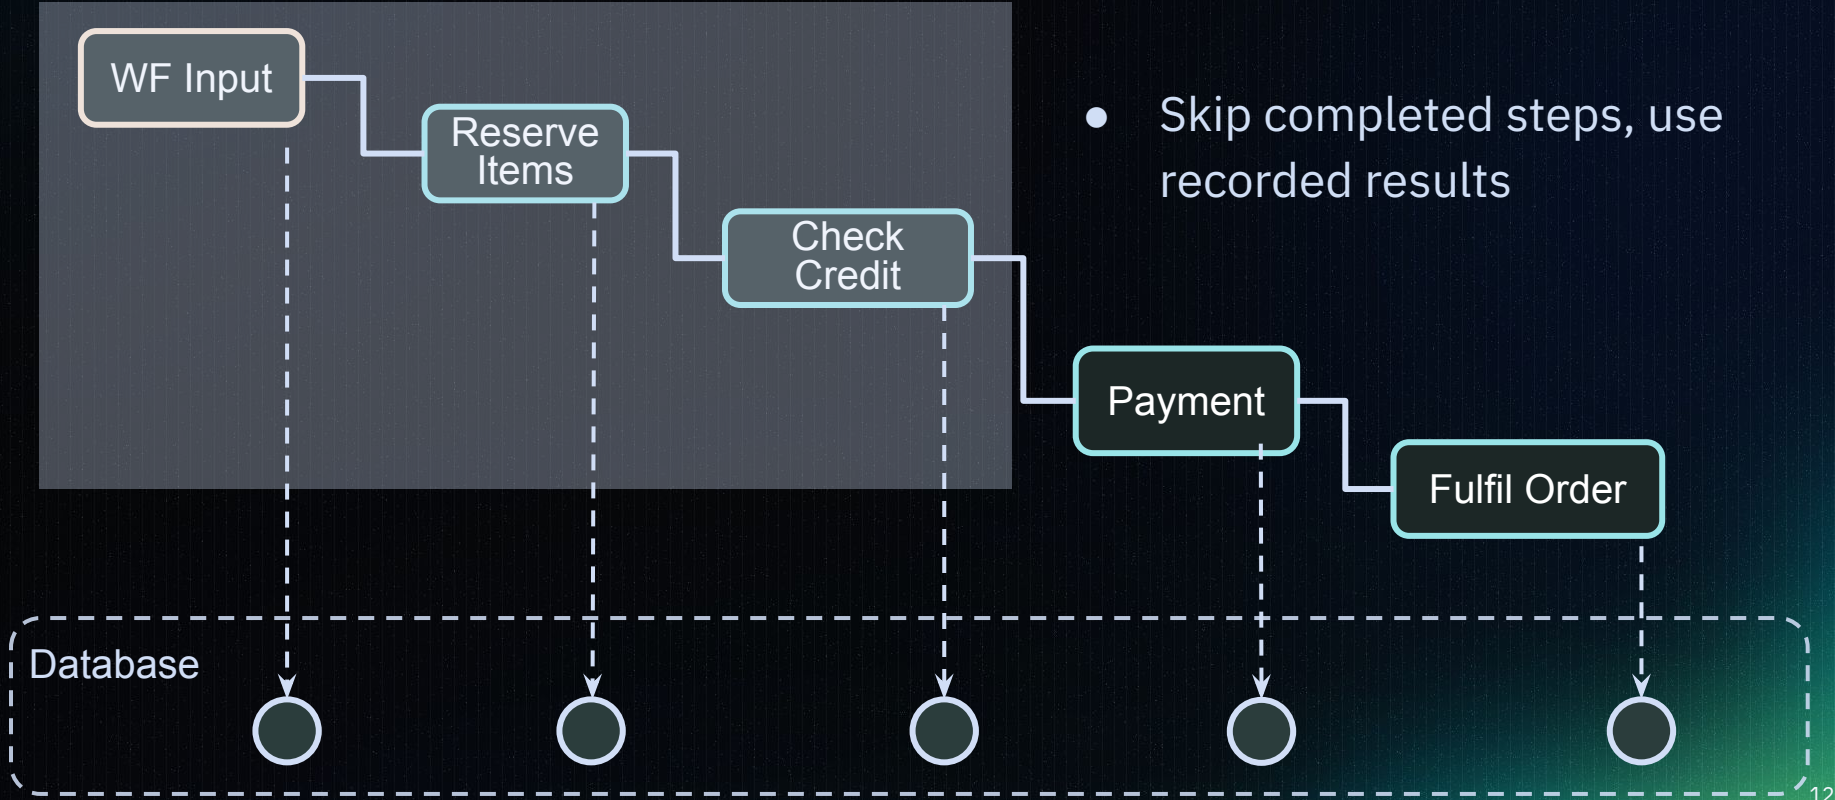 WF Input
Reserve
Items
Check
Credit
● Skip completed steps, use
recorded results
Payment
Fulfil Order
Database
12